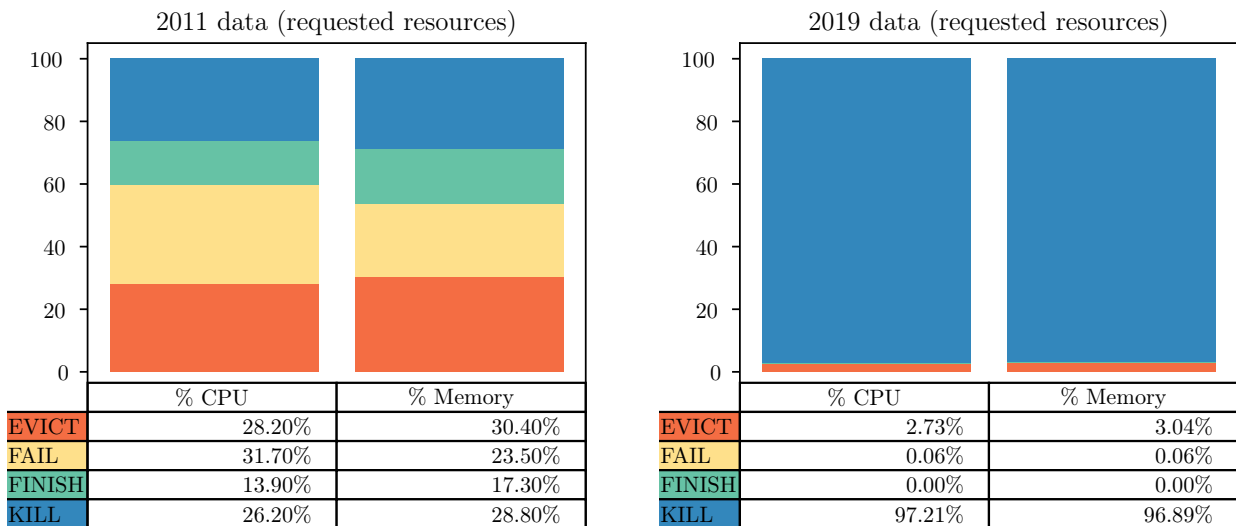 2011 data (requested resources)
100
80
60
40
20
0
% CPU % Memory
EVICT 28.20% 30.40%
FAIL 31.70% 23.50%
FINISH 13.90% 17.30%
KILL 26.20% 28.80%
2019 data (requested resources)
100
80
60
40
20
0
% CPU % Memory
EVICT 2.73% 3.04%
FAIL 0.06% 0.06%
FINISH 0.00% 0.00%
KILL 97.21% 96.89%